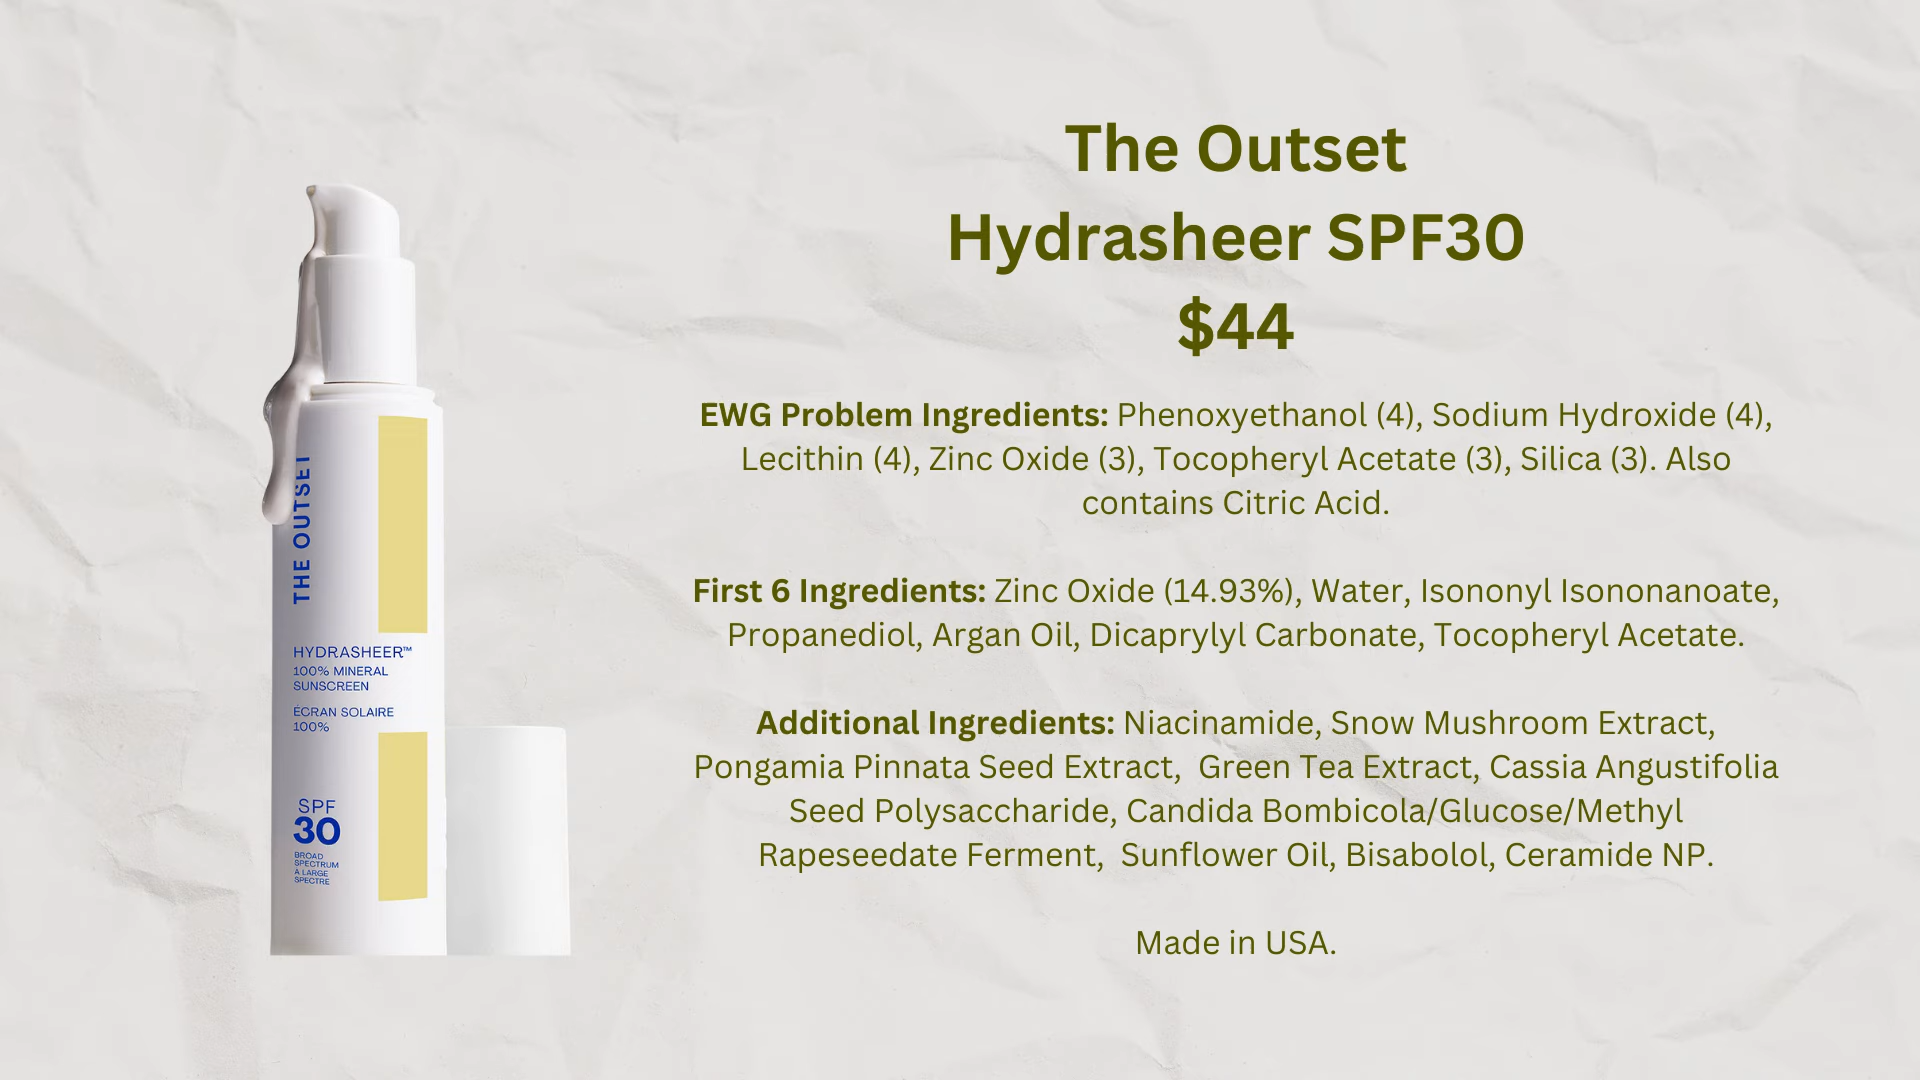 The Outset
Hydrasheer SPF30
$44
EWG Problem Ingredients: Phenoxyethanol (4), Sodium Hydroxide (4),
Lecithin (4), Zinc Oxide (3), Tocopheryl Acetate (3), Silica (3). Also
contains Citric Acid.
First 6 Ingredients: Zinc Oxide (14.93%), Water, Isononyl Isononanoate,
Propanediol, Argan Oil, Dicaprylyl Carbonate, Tocopheryl Acetate.
Additional Ingredients: Niacinamide, Snow Mushroom Extract,
Pongamia Pinnata Seed Extract,  Green Tea Extract, Cassia Angustifolia
Seed Polysaccharide, Candida Bombicola/Glucose/Methyl
Rapeseedate Ferment,  Sunflower Oil, Bisabolol, Ceramide NP.
Made in USA.
THE OUTSET
HYDRASHEER™
100% MINERAL
SUNSCREEN
ÉCRAN SOLAIRE
100%
SPF
30
BROAD
SPECTRUM
À LARGE
SPECTRE